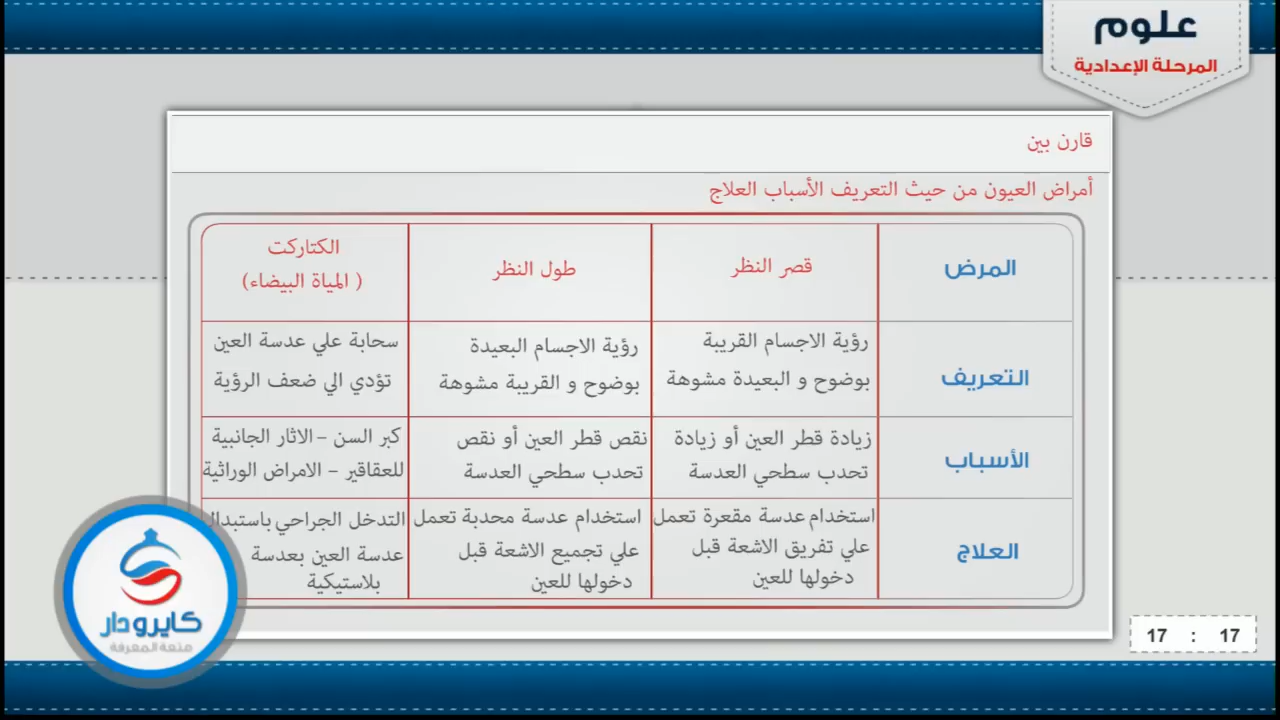 علوم
المرحلة الإعدادية
قارن بين
أمراض العيون من حيث التعريف الأسباب العلاج
المرض
قصر النظر
طول النظر
الكتاركت
( المياة البيضاء)
التعريف
رؤية الاجسام القريبة
بوضوح و البعيدة مشوهة
رؤية الاجسام البعيدة
بوضوح و القريبة مشوهة
سحابة علي عدسة العين
تؤدي الي ضعف الرؤية
الأسباب
زيادة قطر العين أو زيادة
تحدب سطحي العدسة
نقص قطر العين أو نقص
تحدب سطحي العدسة
كبر السن – الاثار الجانبية
للعقاقير – الامراض الوراثية
العلاج
استخدام عدسة مقعرة تعمل
علي تفريق الاشعة قبل
دخولها للعين
استخدام عدسة محدبة تعمل
علي تجميع الاشعة قبل
دخولها للعين
التدخل الجراحي باستبدال
عدسة العين بعدسة
بلاستيكية
كايرودار
متعة المعرفة
17 : 17